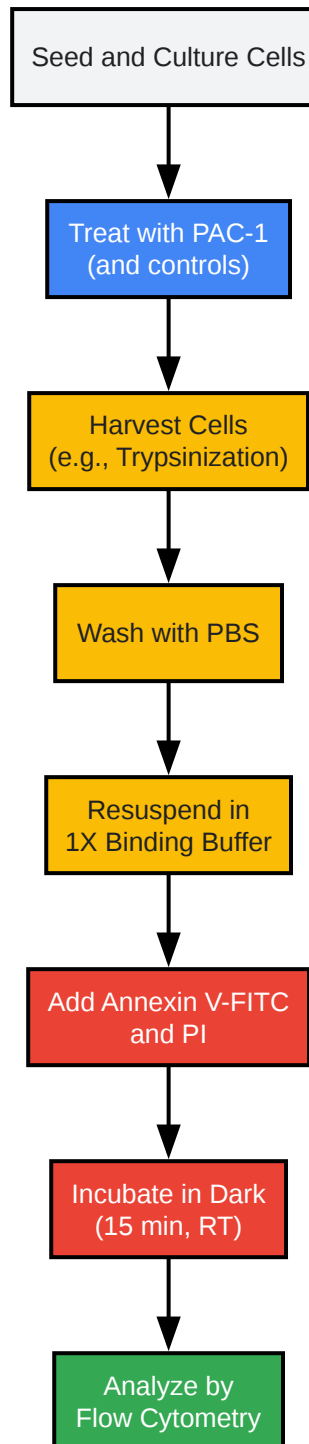 Seed and Culture Cells
Treat with PAC-1
(and controls)
Harvest Cells
(e.g., Trypsinization)
Wash with PBS
Resuspend in
1X Binding Buffer
Add Annexin V-FITC
and PI
Incubate in Dark
(15 min, RT)
Analyze by
Flow Cytometry